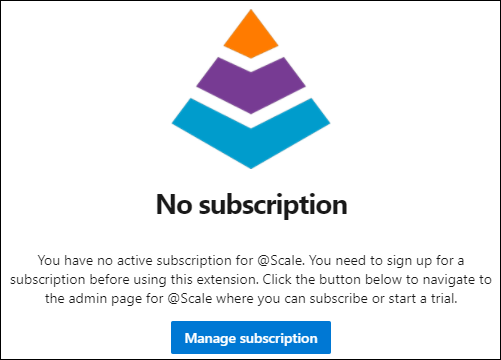 No subscription
You have no active subscription for @Scale. You need to sign up for a
subscription before using this extension. Click the button below to navigate to
the admin page for @Scale where you can subscribe or start a trial.
Manage subscription